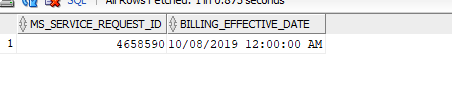 SQL | All Rows Fetched: 1 in 0.875 seconds
MS_SERVICE_REQUEST_ID BILLING_EFFECTIVE_DATE
1 4658590 10/08/2019 12:00:00 AM